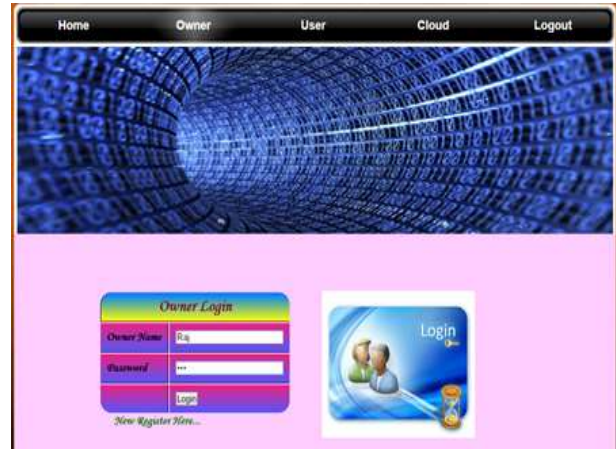 Home Owner User Cloud Logout
Owner Login
Login
Owner Name Raj
Password •••
Login
New Register Here...